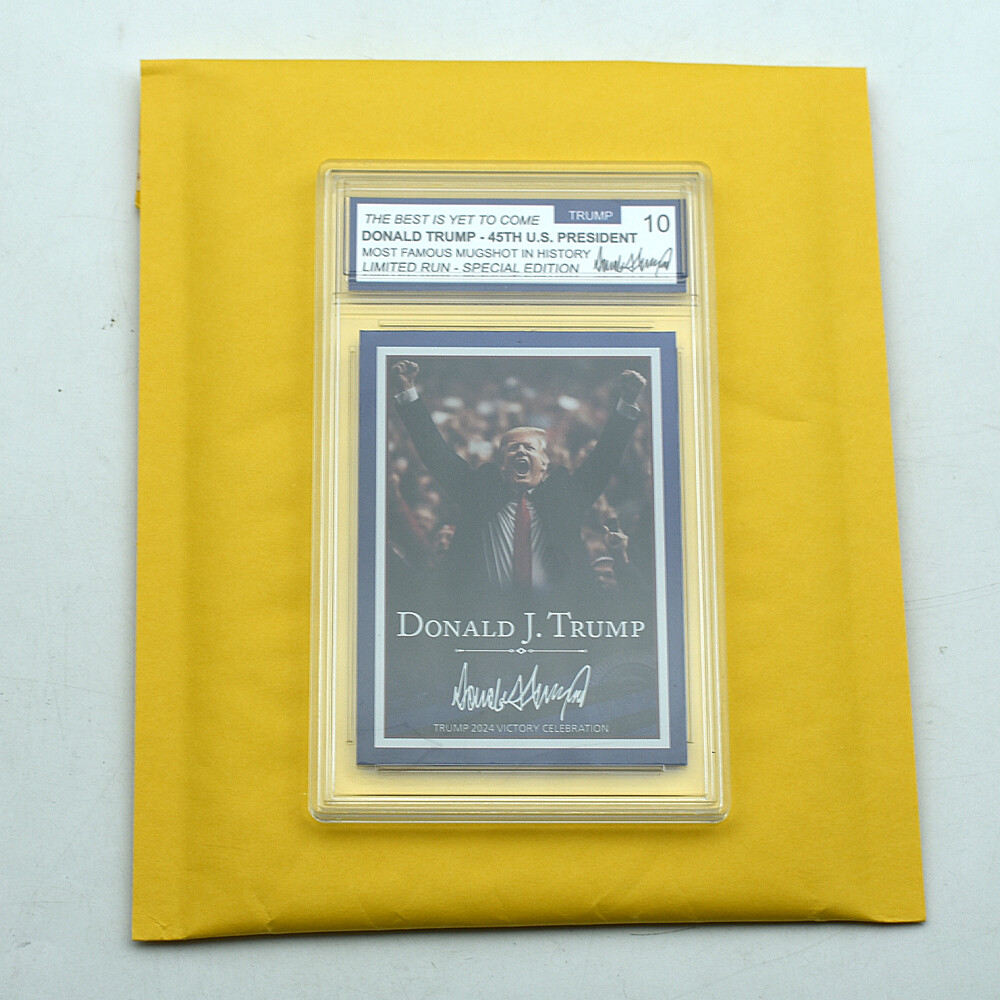 THE BEST IS YET TO COME
TRUMP
10
DONALD TRUMP - 45TH U.S. PRESIDENT
MOST FAMOUS MUGSHOT IN HISTORY
LIMITED RUN - SPECIAL EDITION
DONALD J. TRUMP
TRUMP 2024 VICTORY CELEBRATION